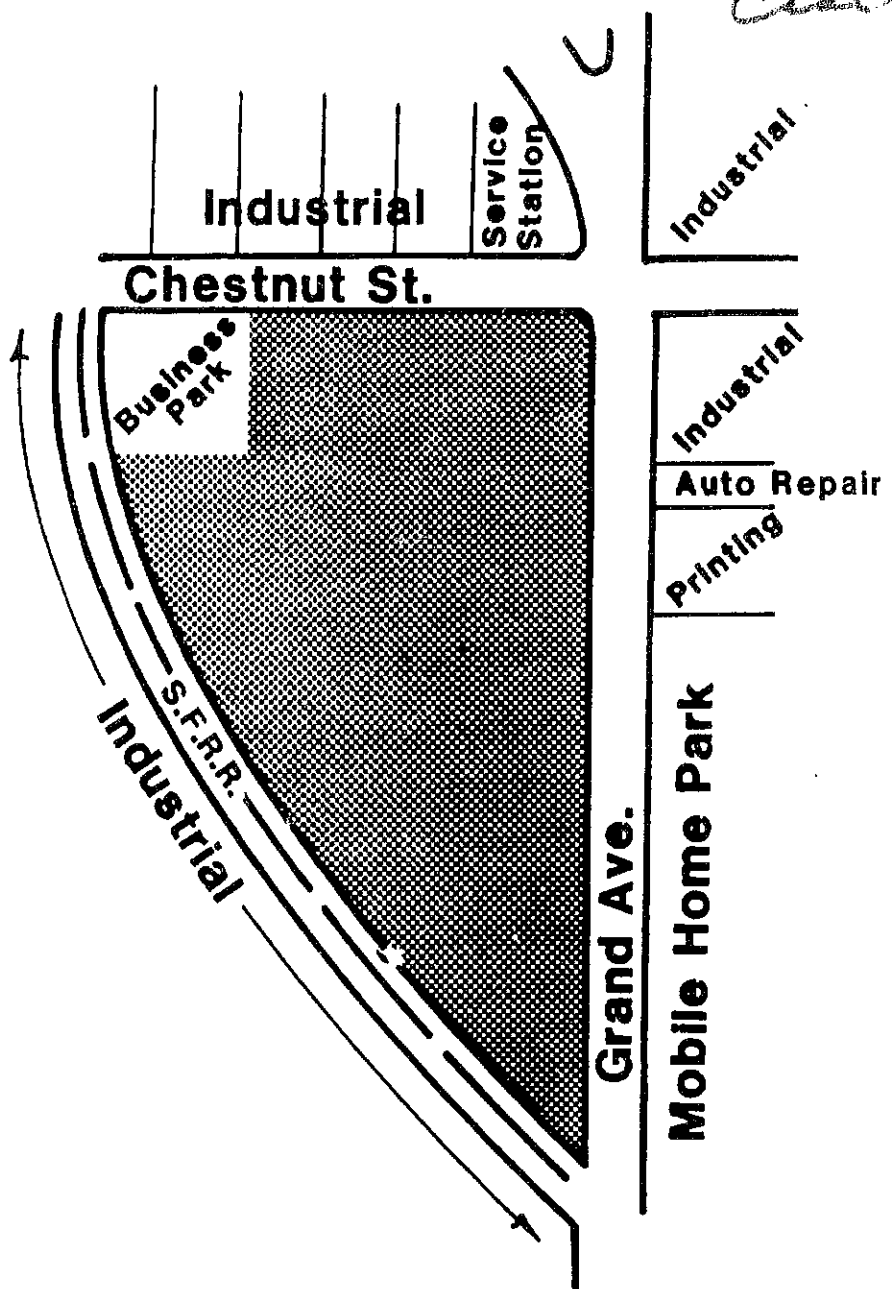 Service
Station
Industrial
Industrial
Chestnut St.
Business
Park
Industrial
Auto Repair
Printing
S.F.R.R.
Industrial
Grand Ave.
Mobile Home Park